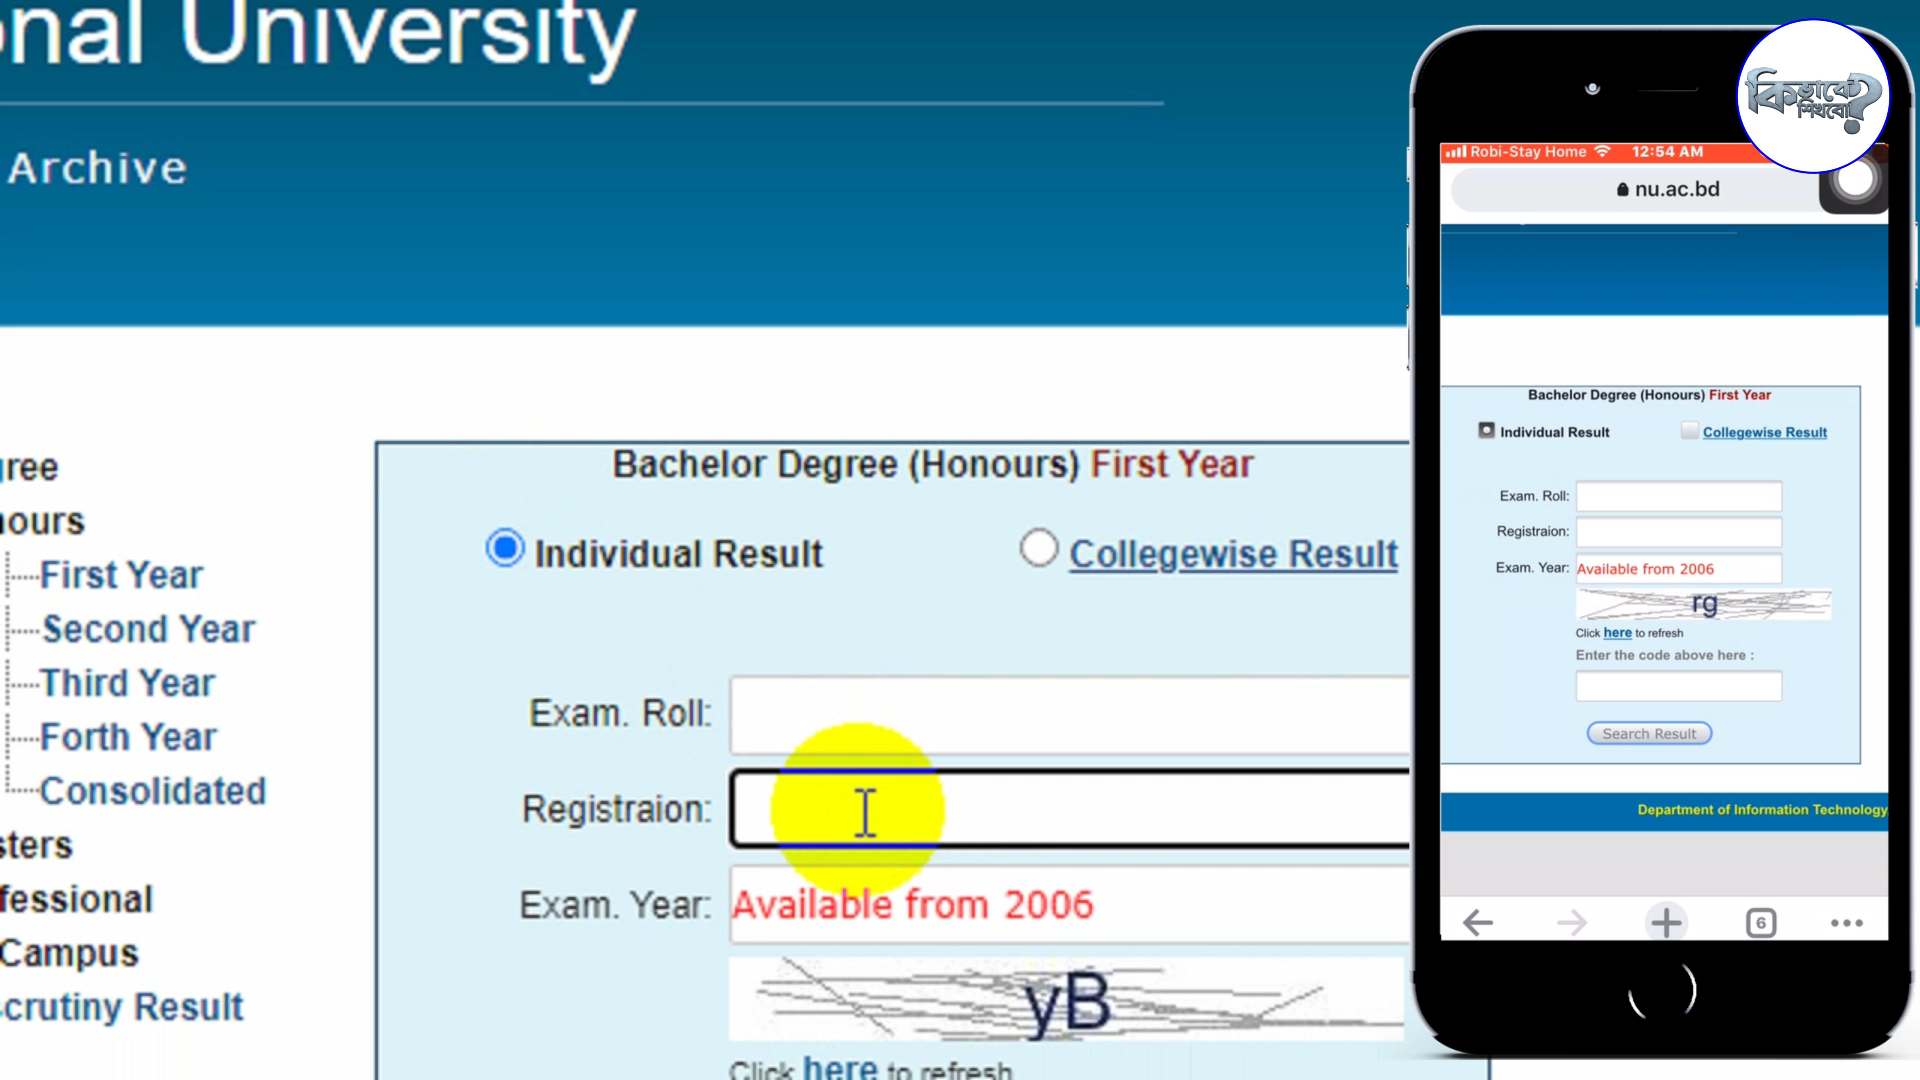 onal University
Archive
gree
nours
First Year
Second Year
Third Year
Forth Year
Consolidated
sters
fessional
Campus
crutiny Result
Bachelor Degree (Honours) First Year
Individual Result
Collegewise Result
Exam. Roll:
Registraion:
Exam. Year: Available from 2006
yB
Click here to refresh
কিভাবে শিখবো?
Robi-Stay Home 12:54 AM
nu.ac.bd
Bachelor Degree (Honours) First Year
Individual Result
Collegewise Result
Exam. Roll:
Registraion:
Exam. Year: Available from 2006
rg
Click here to refresh
Enter the code above here :
Search Result
Department of Information Technology
6